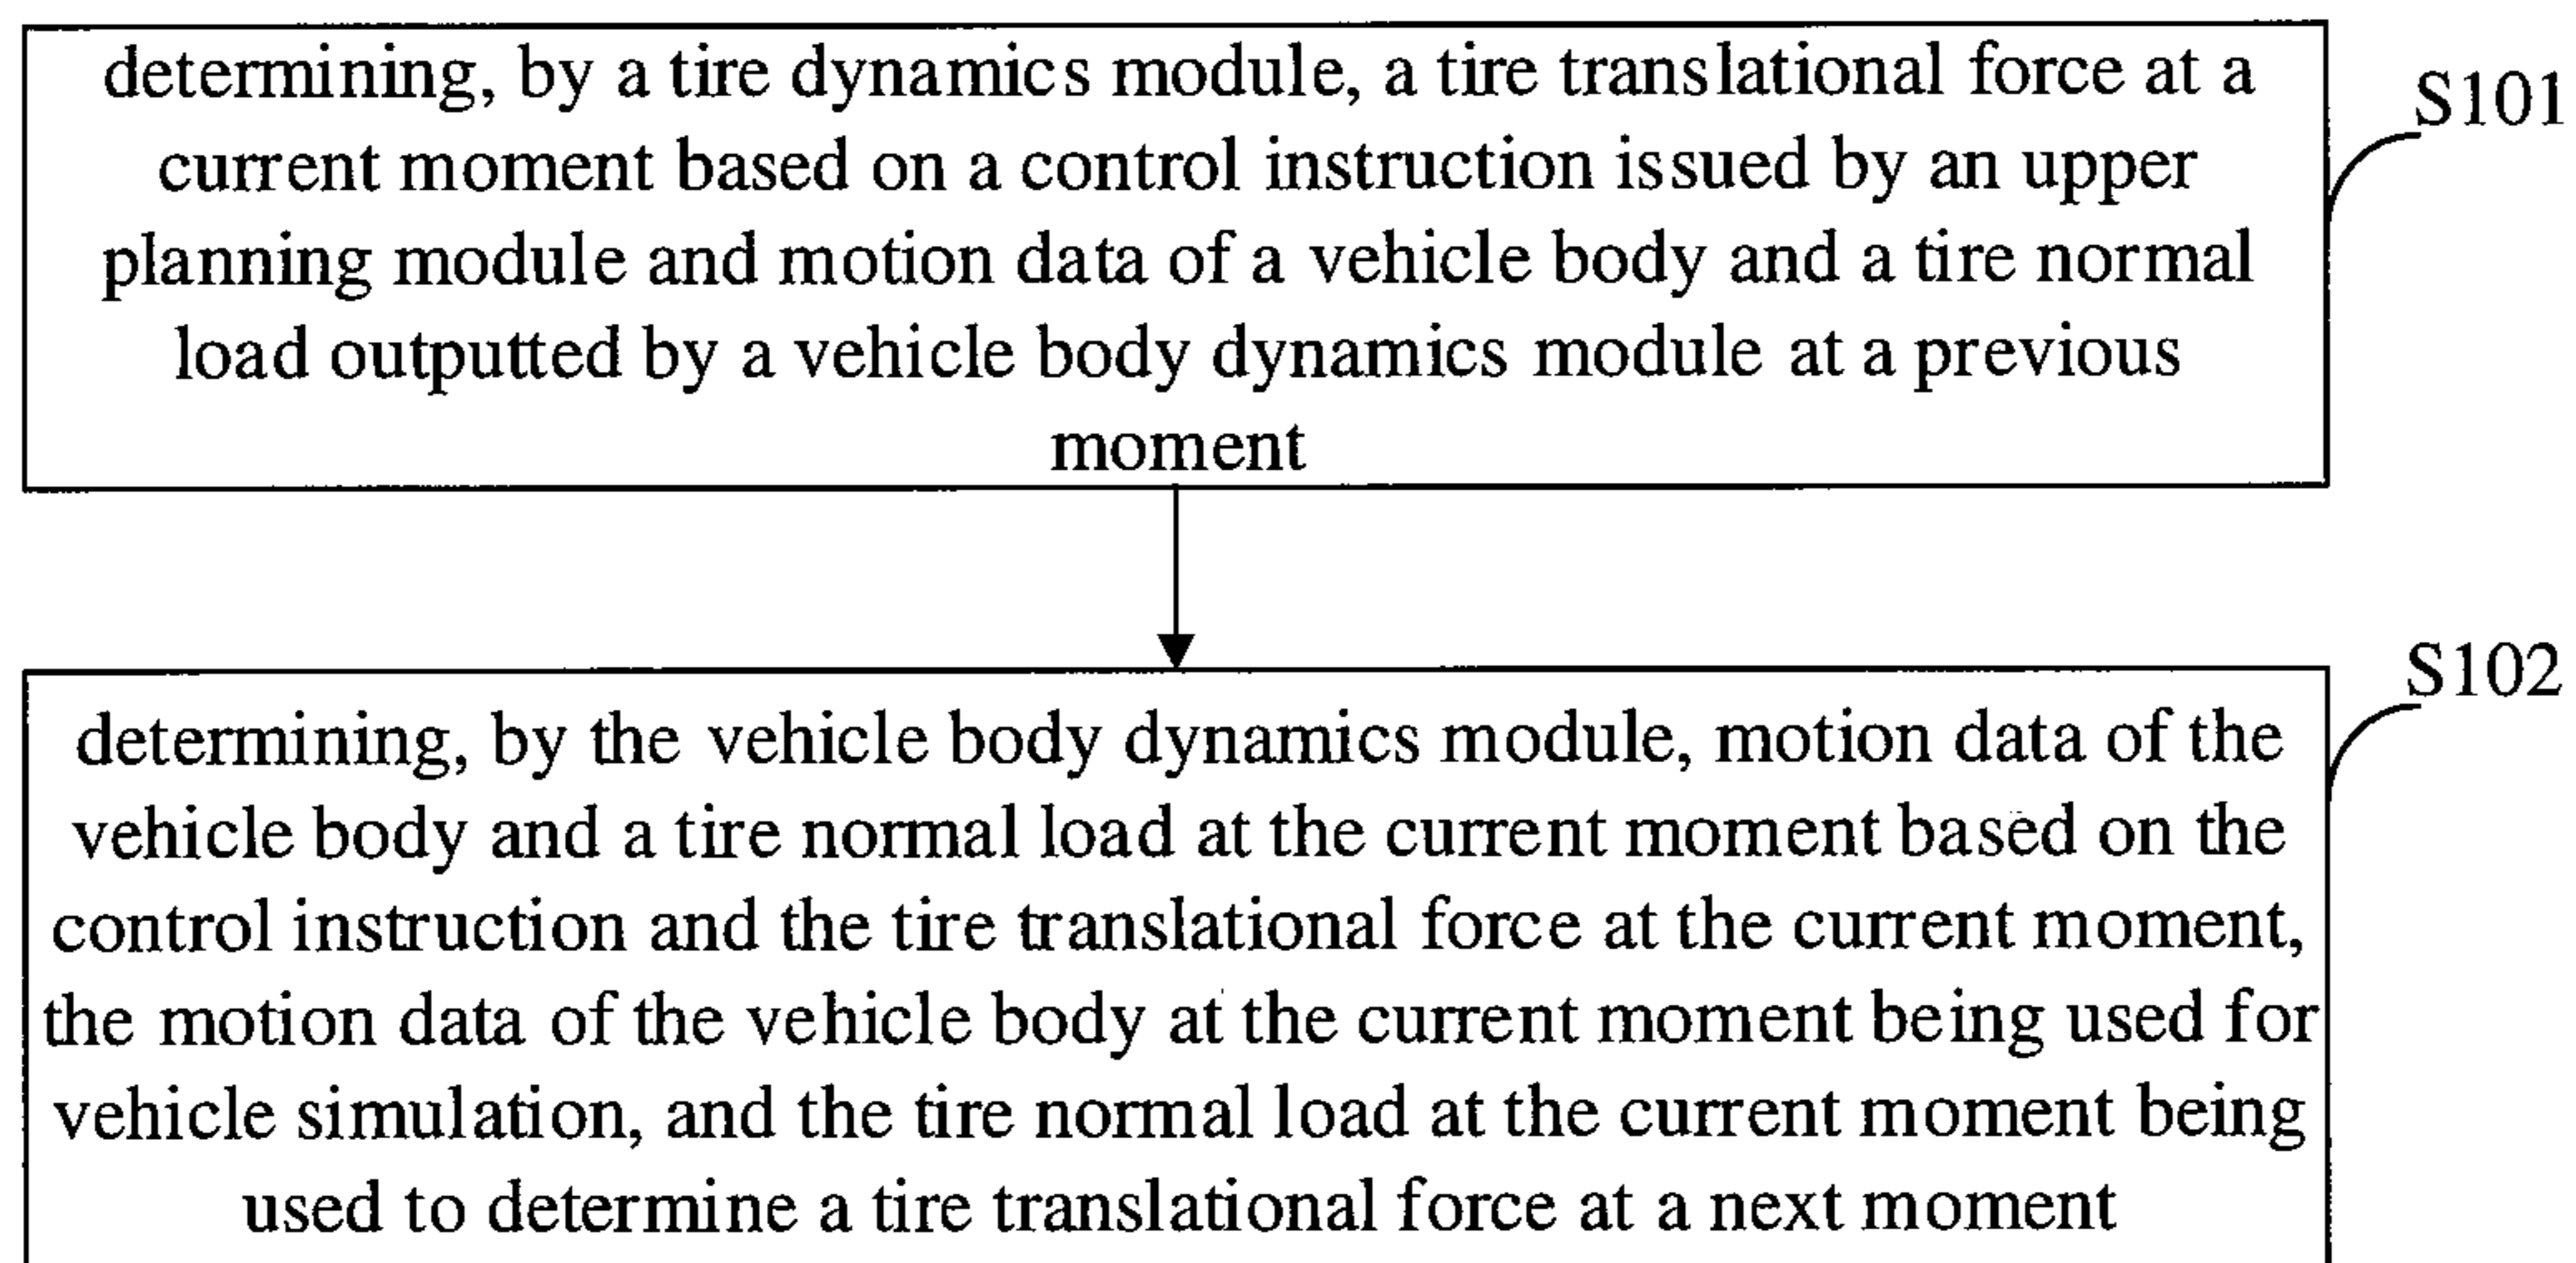 determining, by a tire dynamics module, a tire translational force at a
current moment based on a control instruction issued by an upper
planning module and motion data of a vehicle body and a tire normal
load outputted by a vehicle body dynamics module at a previous
moment
S101
determining, by the vehicle body dynamics module, motion data of the
vehicle body and a tire normal load at the current moment based on the
control instruction and the tire translational force at the current moment,
the motion data of the vehicle body at the current moment being used for
vehicle simulation, and the tire normal load at the current moment being
used to determine a tire translational force at a next moment
S102